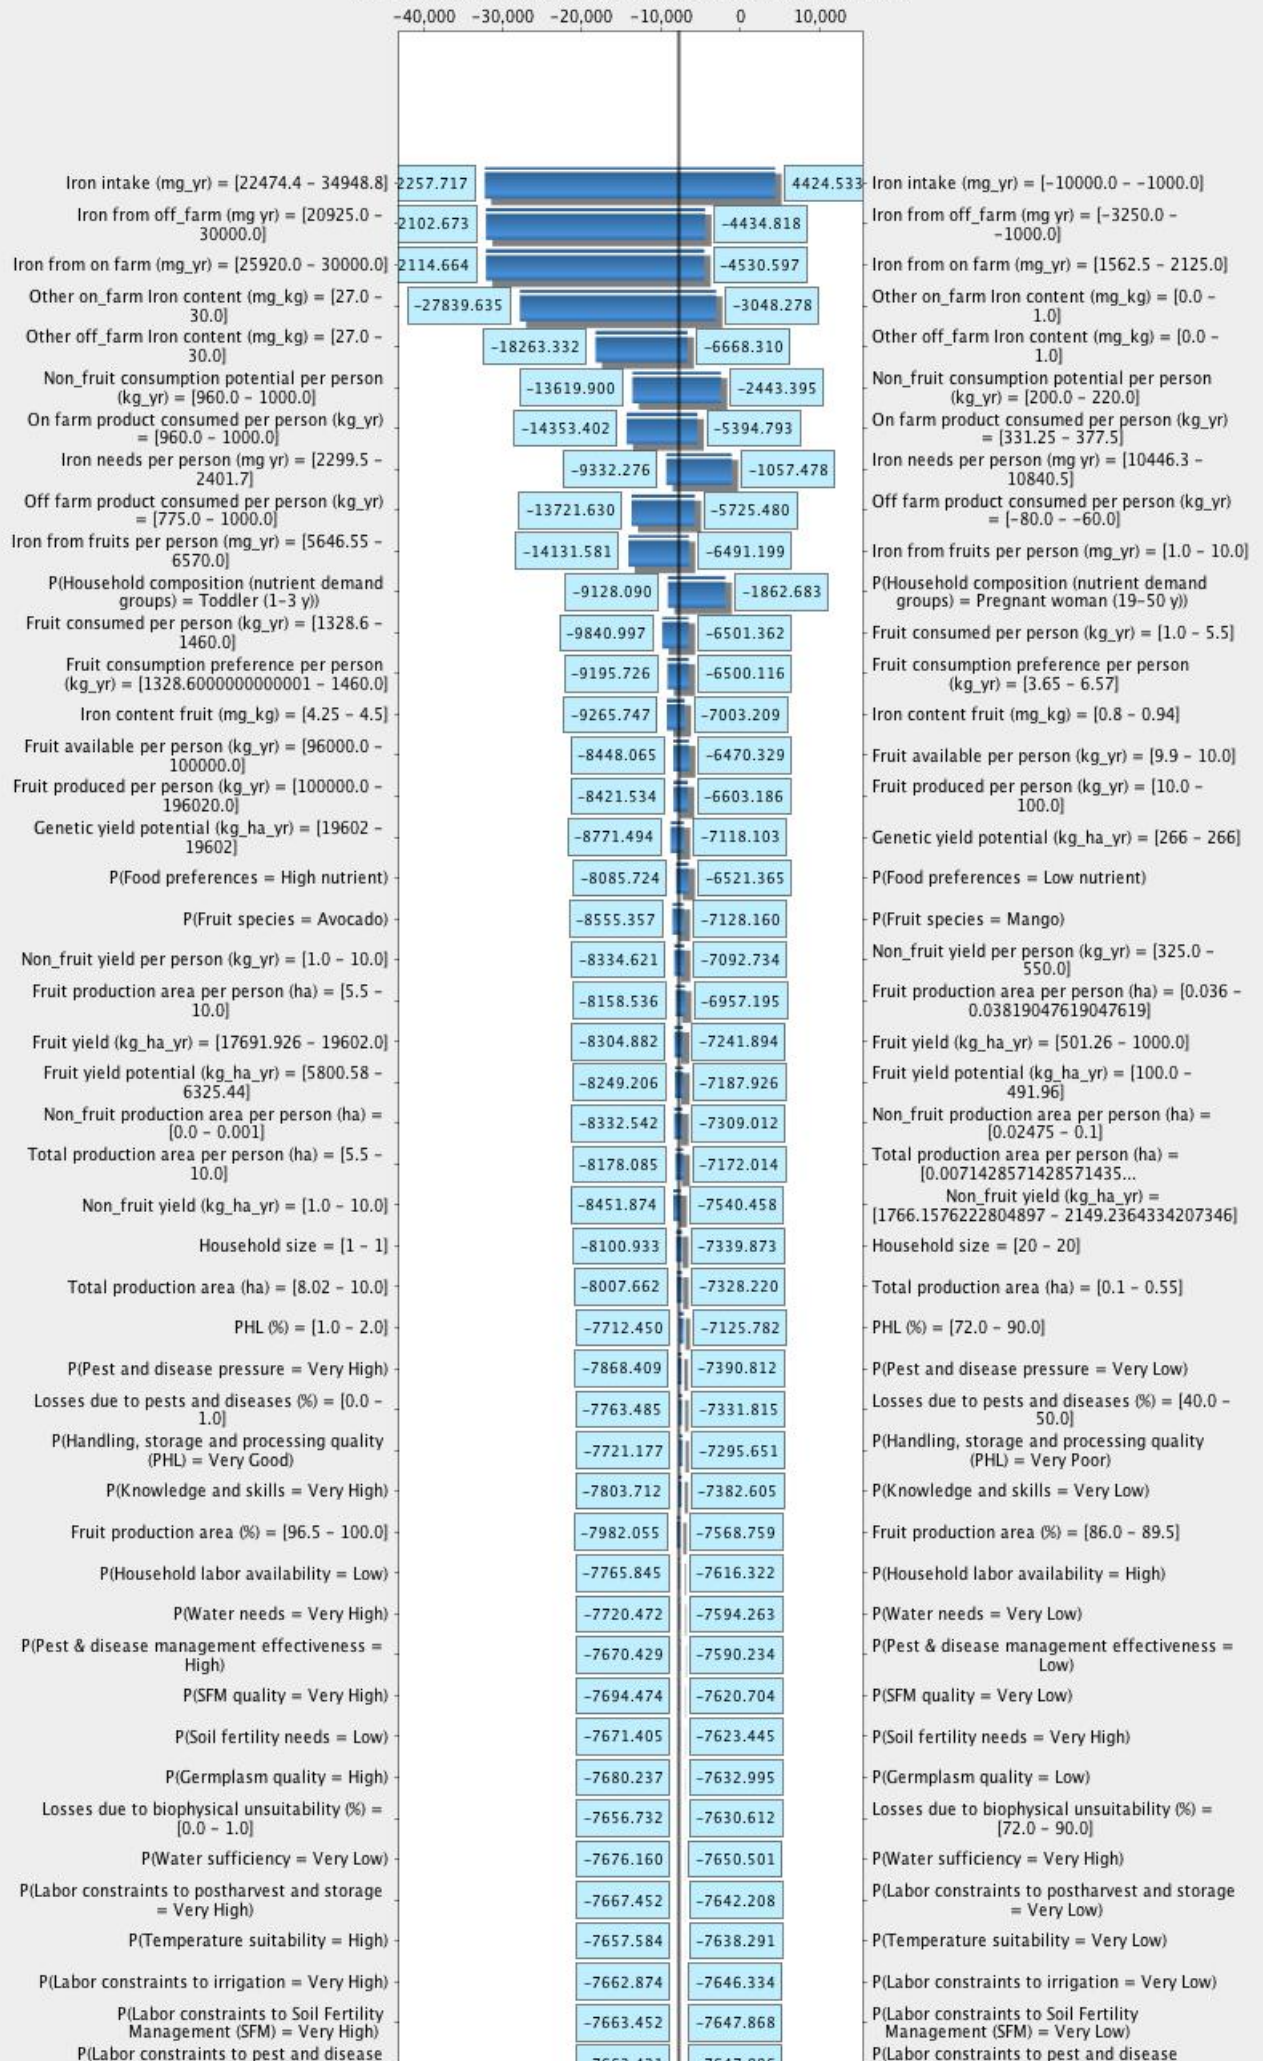 -40,000 -30,000 -20,000 -10,000 0 10,000
Iron intake (mg_yr) = [22474.4 - 34948.8] 2257.717 4424.533 Iron intake (mg_yr) = [-10000.0 - -1000.0]
Iron from off_farm (mg yr) = [20925.0 -
30000.0] 2102.673 -4434.818 Iron from off_farm (mg yr) = [-3250.0 -
-1000.0]
Iron from on farm (mg_yr) = [25920.0 - 30000.0] 2114.664 -4530.597 Iron from on farm (mg_yr) = [1562.5 - 2125.0]
Other on_farm Iron content (mg_kg) = [27.0 -
30.0] -27839.635 -3048.278 Other on_farm Iron content (mg_kg) = [0.0 -
1.0]
Other off_farm Iron content (mg_kg) = [27.0 -
30.0] -18263.332 -6668.310 Other off_farm Iron content (mg_kg) = [0.0 -
1.0]
Non_fruit consumption potential per person
(kg_yr) = [960.0 - 1000.0] -13619.900 -2443.395 Non_fruit consumption potential per person
(kg_yr) = [200.0 - 220.0]
On farm product consumed per person (kg_yr)
= [960.0 - 1000.0] -14353.402 -5394.793 On farm product consumed per person (kg_yr)
= [331.25 - 377.5]
Iron needs per person (mg yr) = [2299.5 -
2401.7] -9332.276 -1057.478 Iron needs per person (mg yr) = [10446.3 -
10840.5]
Off farm product consumed per person (kg_yr)
= [775.0 - 1000.0] -13721.630 -5725.480 Off farm product consumed per person (kg_yr)
= [-80.0 - -60.0]
Iron from fruits per person (mg_yr) = [5646.55 -
6570.0] -14131.581 -6491.199 Iron from fruits per person (mg_yr) = [1.0 - 10.0]
P(Household composition (nutrient demand
groups) = Toddler (1-3 y)) -9128.090 -1862.683 P(Household composition (nutrient demand
groups) = Pregnant woman (19-50 y))
Fruit consumed per person (kg_yr) = [1328.6 -
1460.0] -9840.997 -6501.362 Fruit consumed per person (kg_yr) = [1.0 - 5.5]
Fruit consumption preference per person
(kg_yr) = [1328.6000000000001 - 1460.0] -9195.726 -6500.116 Fruit consumption preference per person
(kg_yr) = [3.65 - 6.57]
Iron content fruit (mg_kg) = [4.25 - 4.5] -9265.747 -7003.209 Iron content fruit (mg_kg) = [0.8 - 0.94]
Fruit available per person (kg_yr) = [96000.0 -
100000.0] -8448.065 -6470.329 Fruit available per person (kg_yr) = [9.9 - 10.0]
Fruit produced per person (kg_yr) = [100000.0 -
196020.0] -8421.534 -6603.186 Fruit produced per person (kg_yr) = [10.0 -
100.0]
Genetic yield potential (kg_ha_yr) = [19602 -
19602] -8771.494 -7118.103 Genetic yield potential (kg_ha_yr) = [266 - 266]
P(Food preferences = High nutrient) -8085.724 -6521.365 P(Food preferences = Low nutrient)
P(Fruit species = Avocado) -8555.357 -7128.160 P(Fruit species = Mango)
Non_fruit yield per person (kg_yr) = [1.0 - 10.0] -8334.621 -7092.734 Non_fruit yield per person (kg_yr) = [325.0 -
550.0]
Fruit production area per person (ha) = [5.5 -
10.0] -8158.536 -6957.195 Fruit production area per person (ha) = [0.036 -
0.03819047619047619]
Fruit yield (kg_ha_yr) = [17691.926 - 19602.0] -8304.882 -7241.894 Fruit yield (kg_ha_yr) = [501.26 - 1000.0]
Fruit yield potential (kg_ha_yr) = [5800.58 -
6325.44] -8249.206 -7187.926 Fruit yield potential (kg_ha_yr) = [100.0 -
491.96]
Non_fruit production area per person (ha) =
[0.0 - 0.001] -8332.542 -7309.012 Non_fruit production area per person (ha) =
[0.02475 - 0.1]
Total production area per person (ha) = [5.5 -
10.0] -8178.085 -7172.014 Total production area per person (ha) =
[0.0071428571428571435...
Non_fruit yield (kg_ha_yr) = [1.0 - 10.0] -8451.874 -7540.458 Non_fruit yield (kg_ha_yr) =
[1766.1576222804897 - 2149.2364334207346]
Household size = [1 - 1] -8100.933 -7339.873 Household size = [20 - 20]
Total production area (ha) = [8.02 - 10.0] -8007.662 -7328.220 Total production area (ha) = [0.1 - 0.55]
PHL (%) = [1.0 - 2.0] -7712.450 -7125.782 PHL (%) = [72.0 - 90.0]
P(Pest and disease pressure = Very High) -7868.409 -7390.812 P(Pest and disease pressure = Very Low)
Losses due to pests and diseases (%) = [0.0 -
1.0] -7763.485 -7331.815 Losses due to pests and diseases (%) = [40.0 -
50.0]
P(Handling, storage and processing quality
(PHL) = Very Good) -7721.177 -7295.651 P(Handling, storage and processing quality
(PHL) = Very Poor)
P(Knowledge and skills = Very High) -7803.712 -7382.605 P(Knowledge and skills = Very Low)
Fruit production area (%) = [96.5 - 100.0] -7982.055 -7568.759 Fruit production area (%) = [86.0 - 89.5]
P(Household labor availability = Low) -7765.845 -7616.322 P(Household labor availability = High)
P(Water needs = Very High) -7720.472 -7594.263 P(Water needs = Very Low)
P(Pest & disease management effectiveness =
High) -7670.429 -7590.234 P(Pest & disease management effectiveness =
Low)
P(SFM quality = Very High) -7694.474 -7620.704 P(SFM quality = Very Low)
P(Soil fertility needs = Low) -7671.405 -7623.445 P(Soil fertility needs = Very High)
P(Germplasm quality = High) -7680.237 -7632.995 P(Germplasm quality = Low)
Losses due to biophysical unsuitability (%) =
[0.0 - 1.0] -7656.732 -7630.612 Losses due to biophysical unsuitability (%) =
[72.0 - 90.0]
P(Water sufficiency = Very Low) -7676.160 -7650.501 P(Water sufficiency = Very High)
P(Labor constraints to postharvest and storage
= Very High) -7667.452 -7642.208 P(Labor constraints to postharvest and storage
= Very Low)
P(Temperature suitability = High) -7657.584 -7638.291 P(Temperature suitability = Very Low)
P(Labor constraints to irrigation = Very High) -7662.874 -7646.334 P(Labor constraints to irrigation = Very Low)
P(Labor constraints to Soil Fertility
Management (SFM) = Very High) -7663.452 -7647.868 P(Labor constraints to Soil Fertility
Management (SFM) = Very Low)
P(Labor constraints to pest and disease P(Labor constraints to pest and disease